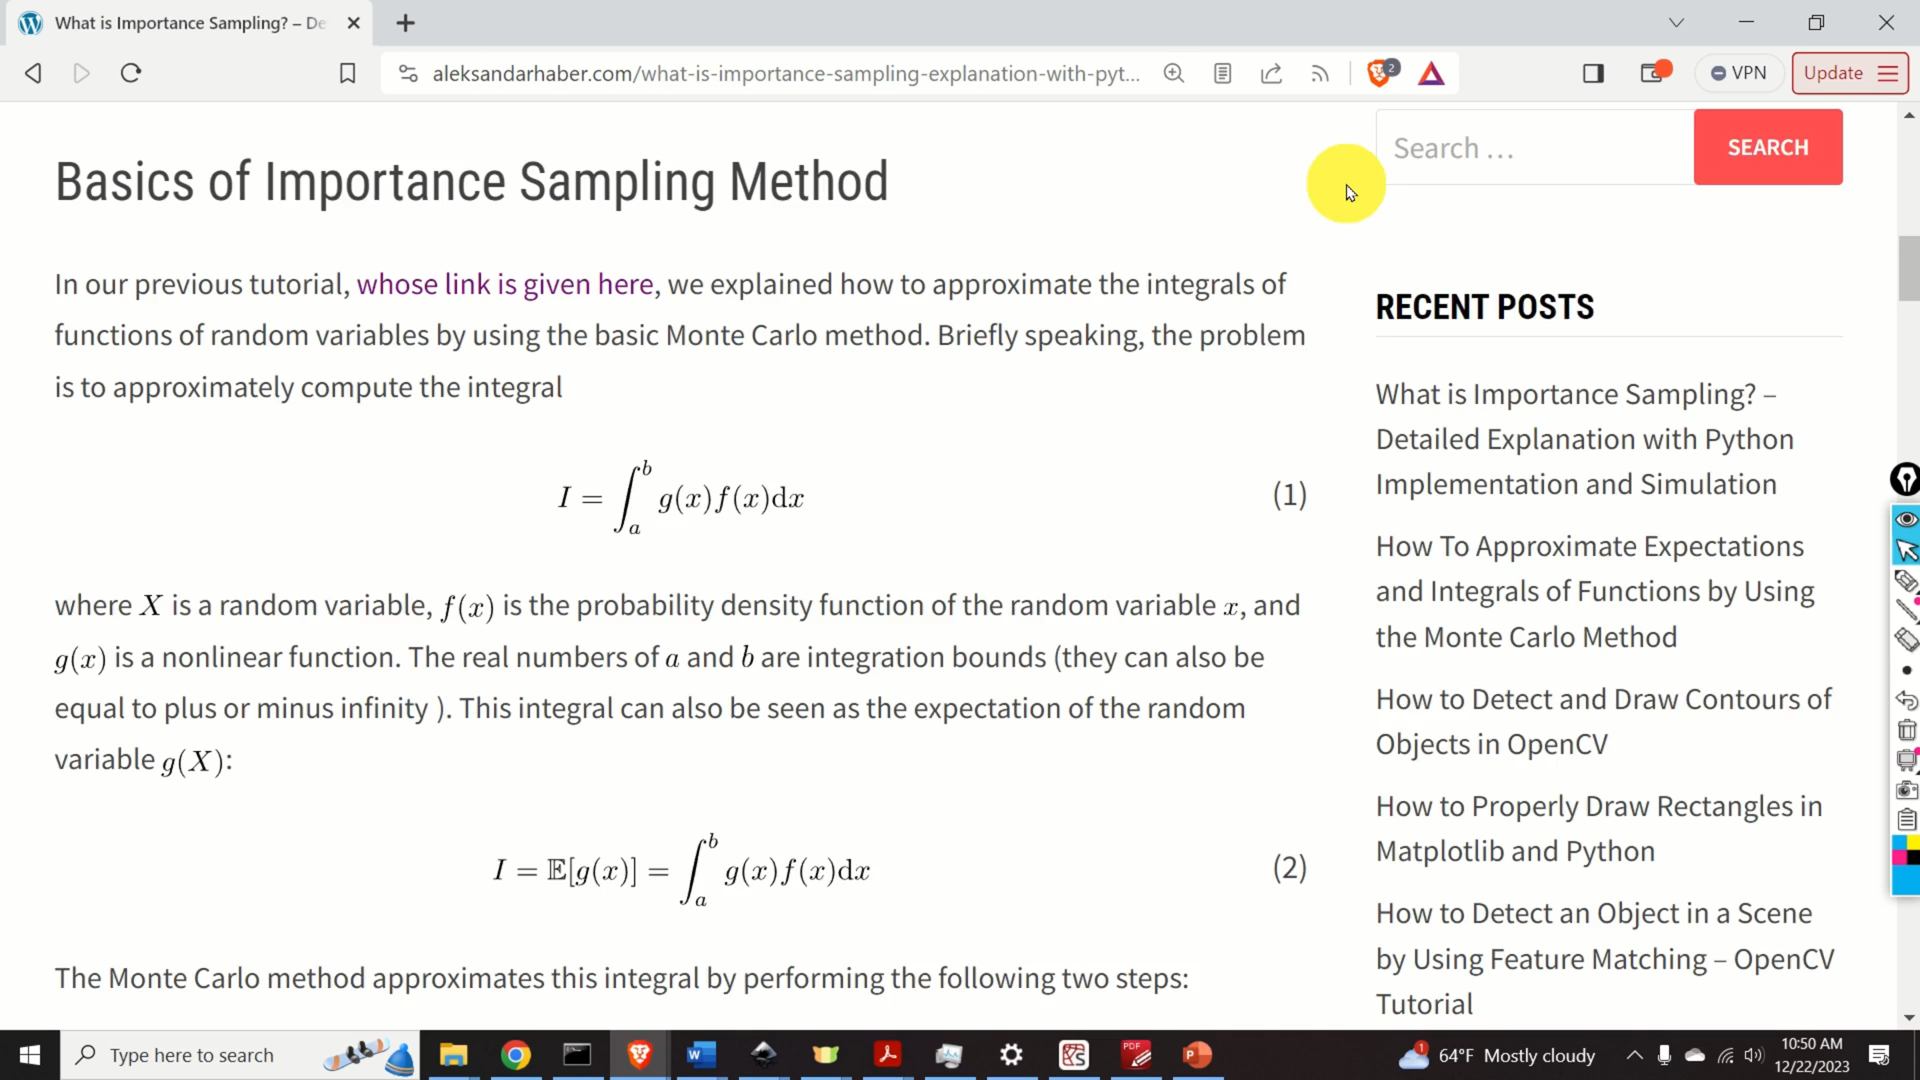 What is Importance Sampling? – De
aleksandarhaber.com/what-is-importance-sampling-explanation-with-pyt...
2
VPN
Update
Basics of Importance Sampling Method
In our previous tutorial, whose link is given here, we explained how to approximate the integrals of
functions of random variables by using the basic Monte Carlo method. Briefly speaking, the problem
is to approximately compute the integral
I = ∫_a^b g(x)f(x)dx (1)
where X is a random variable, f(x) is the probability density function of the random variable x, and
g(x) is a nonlinear function. The real numbers of a and b are integration bounds (they can also be
equal to plus or minus infinity ). This integral can also be seen as the expectation of the random
variable g(X):
I = 𝔼[g(x)] = ∫_a^b g(x)f(x)dx (2)
The Monte Carlo method approximates this integral by performing the following two steps:
Search …
SEARCH
RECENT POSTS
What is Importance Sampling? –
Detailed Explanation with Python
Implementation and Simulation
How To Approximate Expectations
and Integrals of Functions by Using
the Monte Carlo Method
How to Detect and Draw Contours of
Objects in OpenCV
How to Properly Draw Rectangles in
Matplotlib and Python
How to Detect an Object in a Scene
by Using Feature Matching – OpenCV
Tutorial
Type here to search
W
PDF
P
1
64°F Mostly cloudy
10:50 AM
12/22/2023